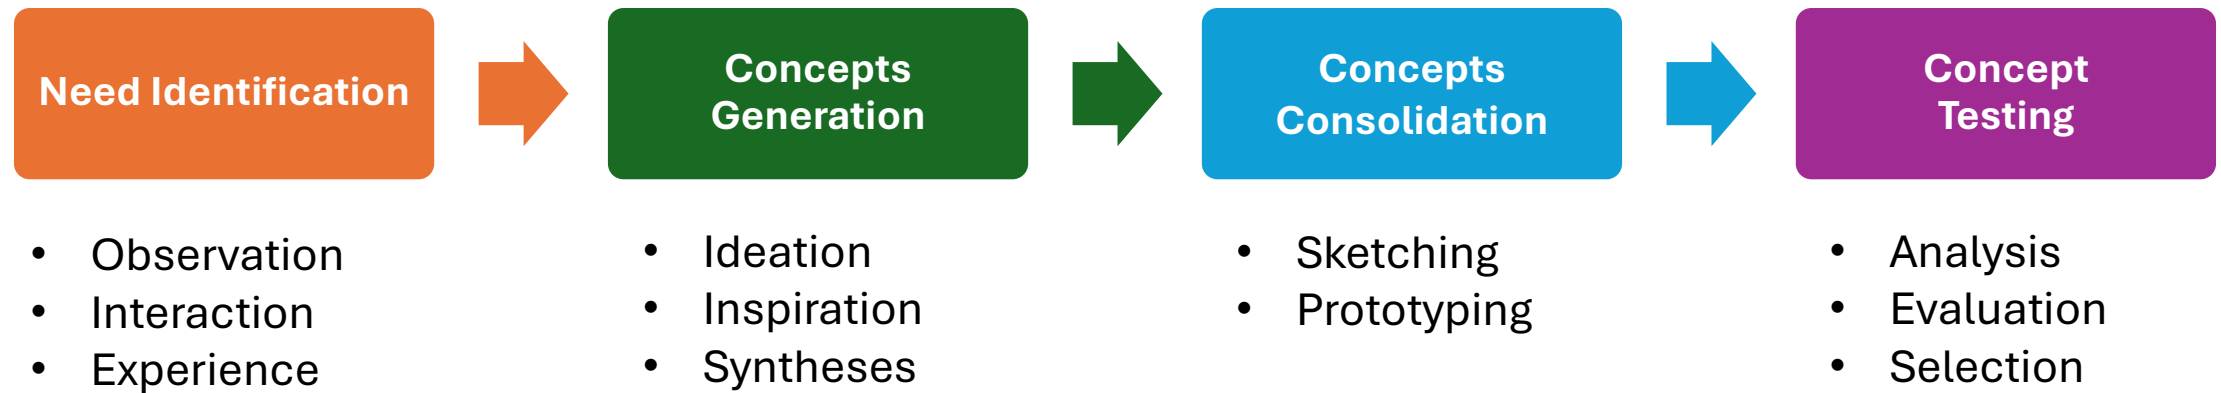 Need Identification
Concepts
Generation
Concepts
Consolidation
Concept
Testing
• Observation
• Interaction
• Experience
• Ideation
• Inspiration
• Syntheses
• Sketching
• Prototyping
• Analysis
• Evaluation
• Selection